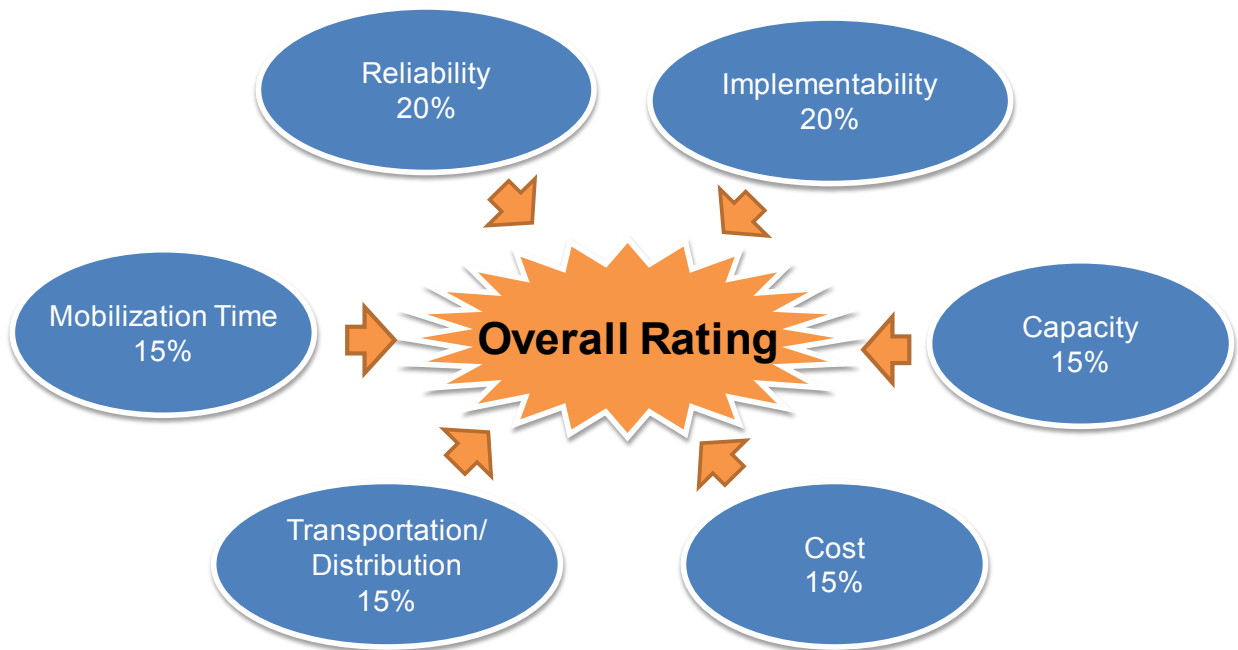 Reliability
20%
Implementability
20%
Mobilization Time
15%
Overall Rating
Capacity
15%
Transportation/
Distribution
15%
Cost
15%